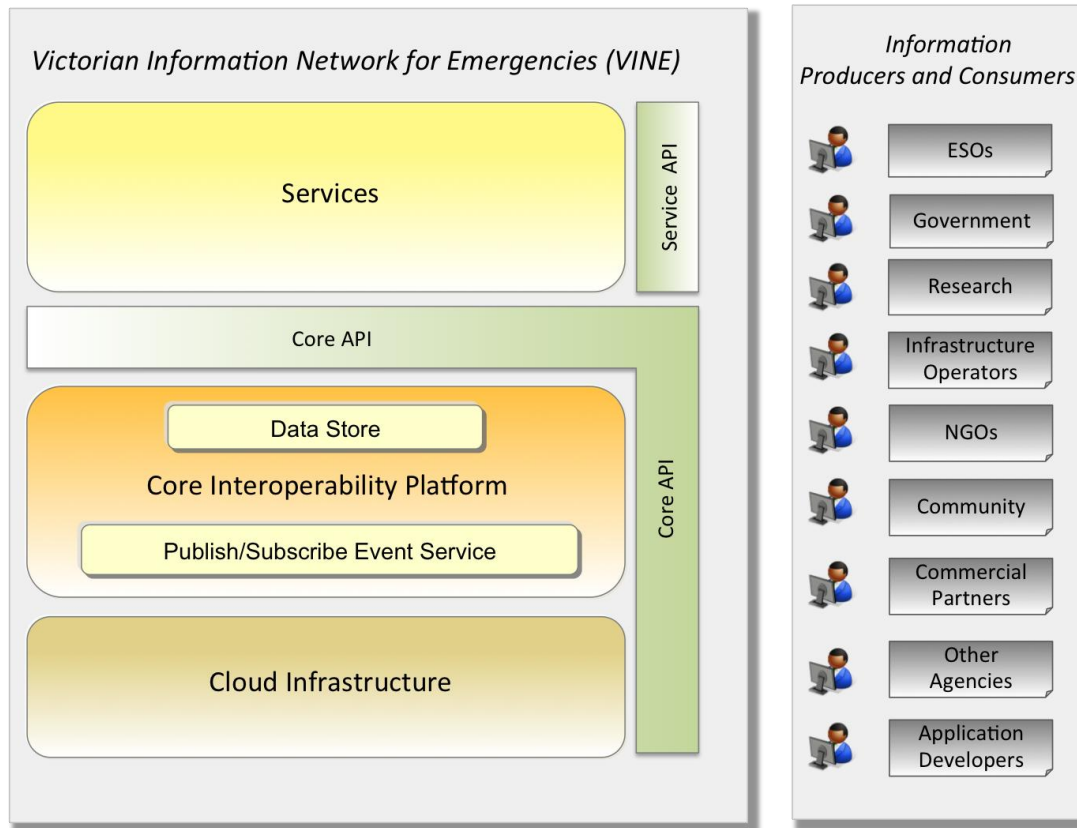 Victorian Information Network for Emergencies (VINE)
Services
Service API
Core API
Data Store
Core Interoperability Platform
Publish/Subscribe Event Service
Core API
Cloud Infrastructure
Information
Producers and Consumers
ESOs
Government
Research
Infrastructure
Operators
NGOs
Community
Commercial
Partners
Other
Agencies
Application
Developers